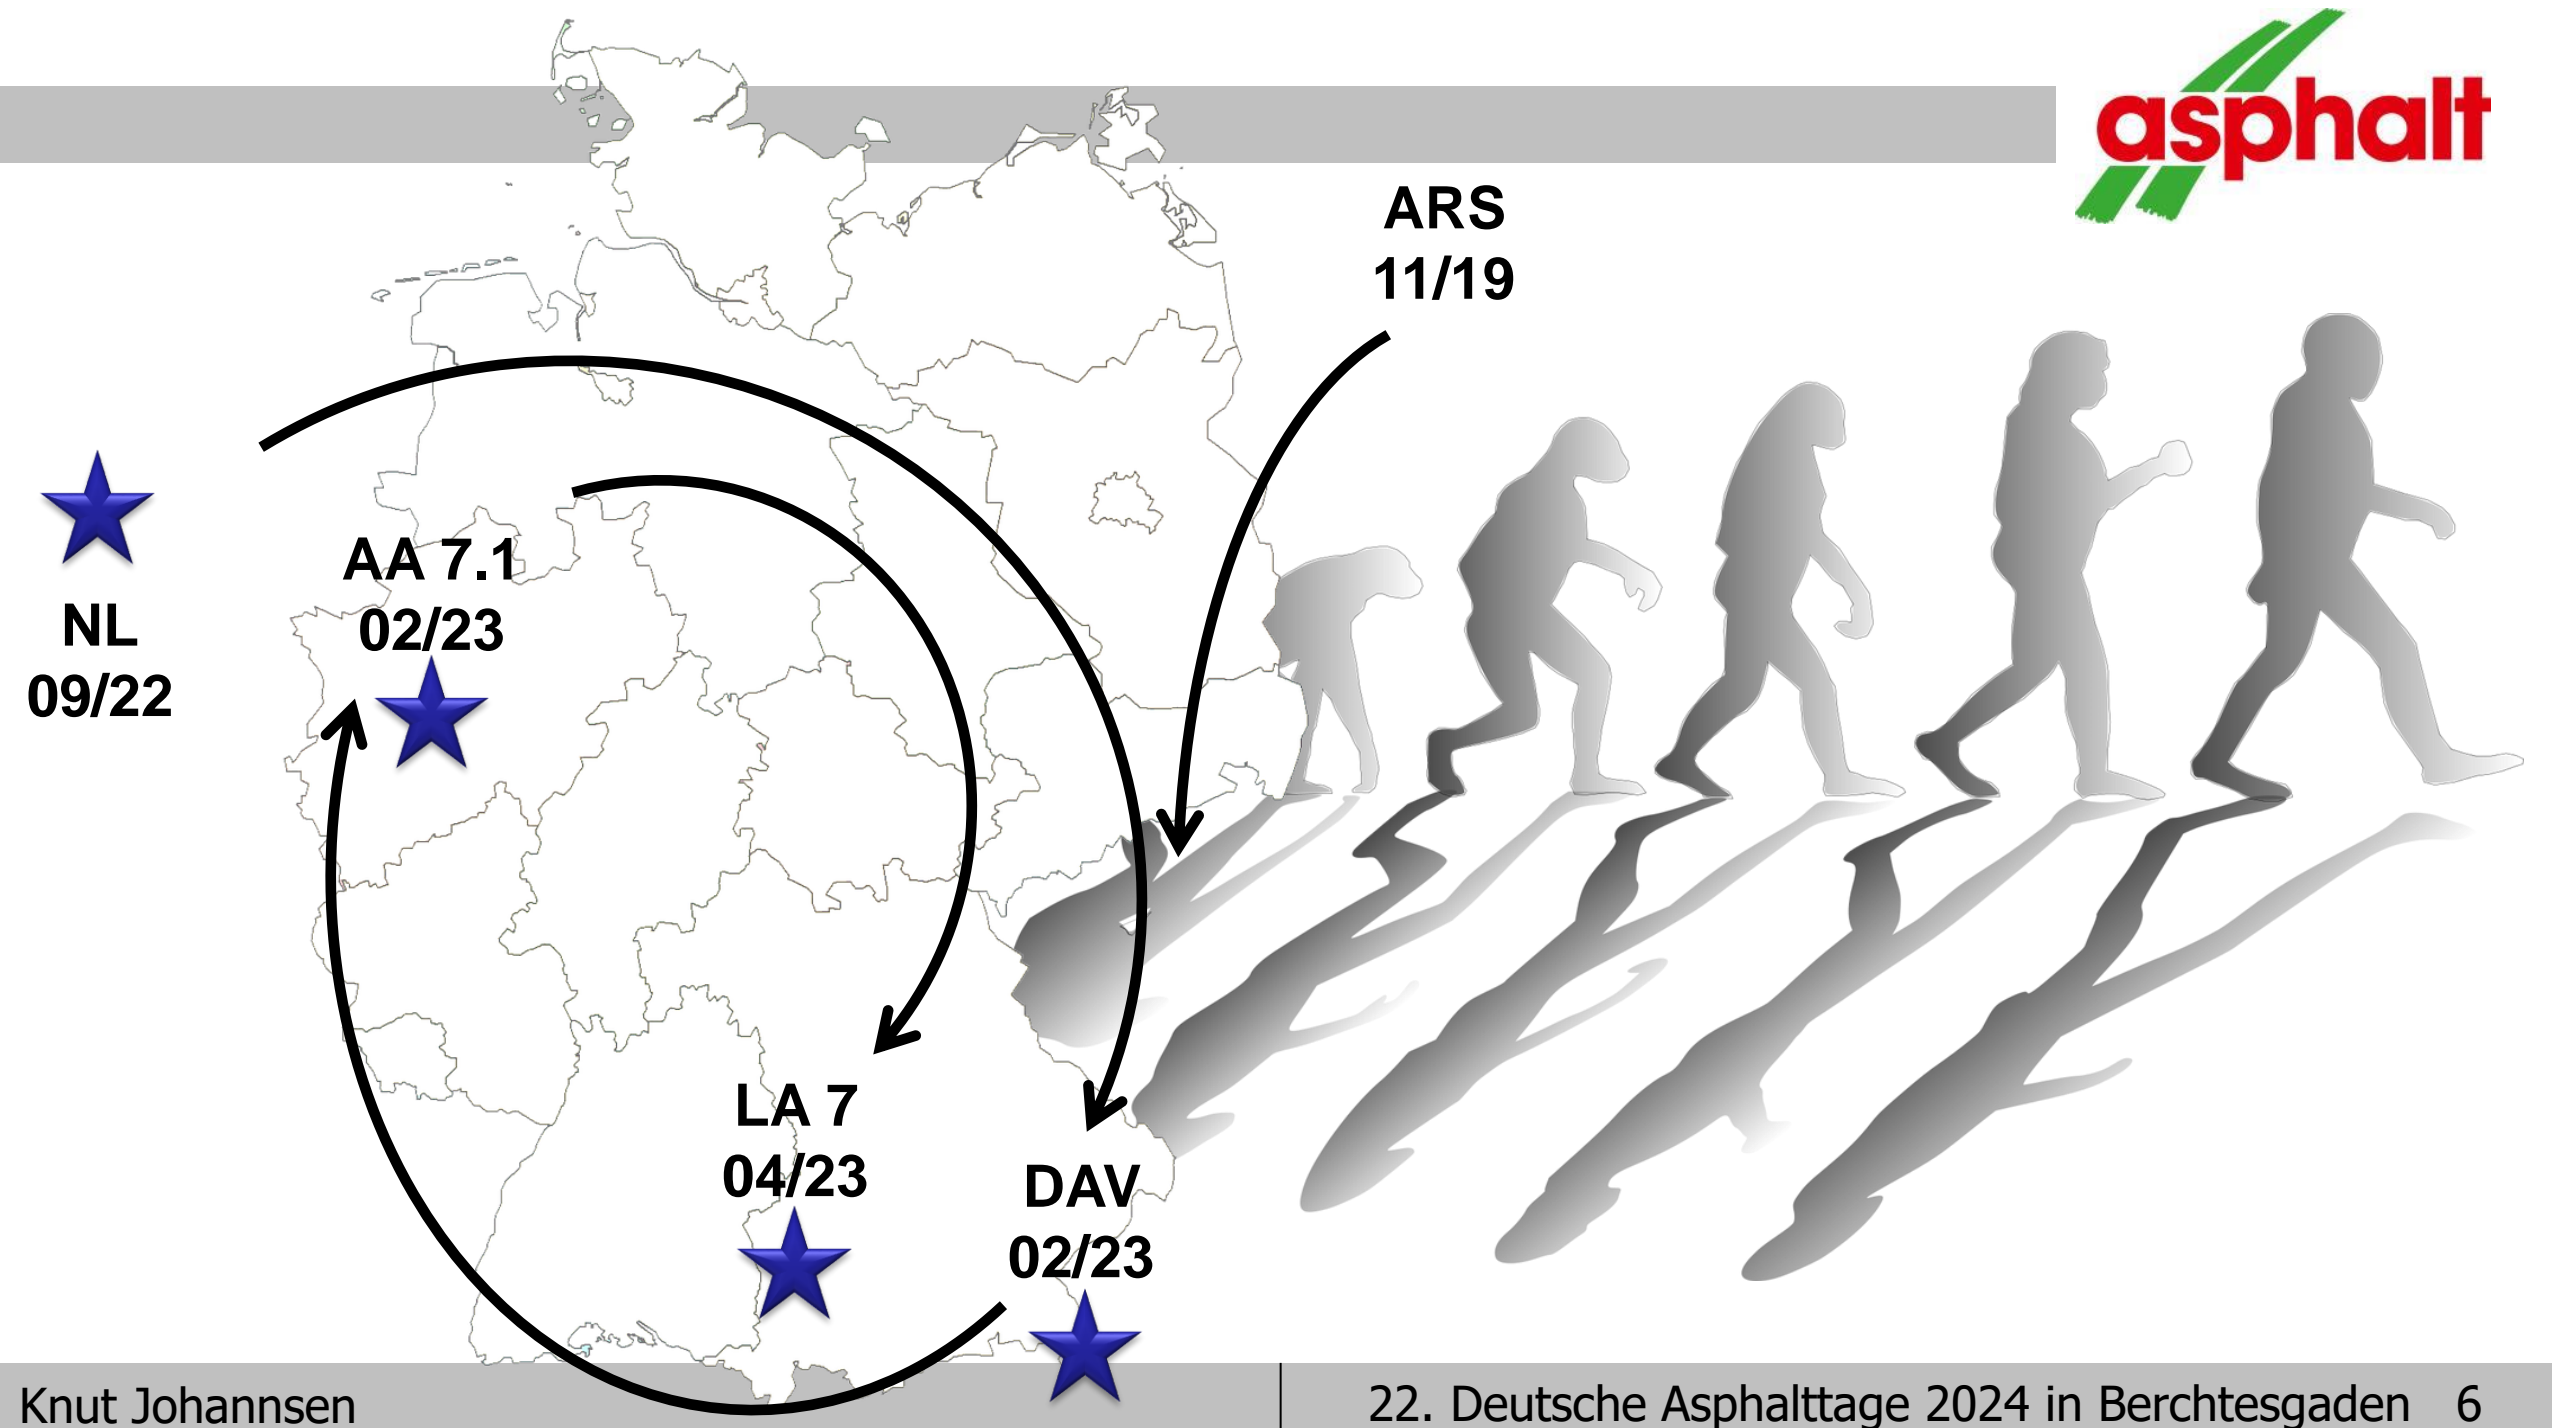 asphalt
ARS
11/19
NL
09/22
AA 7.1
02/23
LA 7
04/23
DAV
02/23
Knut Johannsen
22. Deutsche Asphalttage 2024 in Berchtesgaden 6